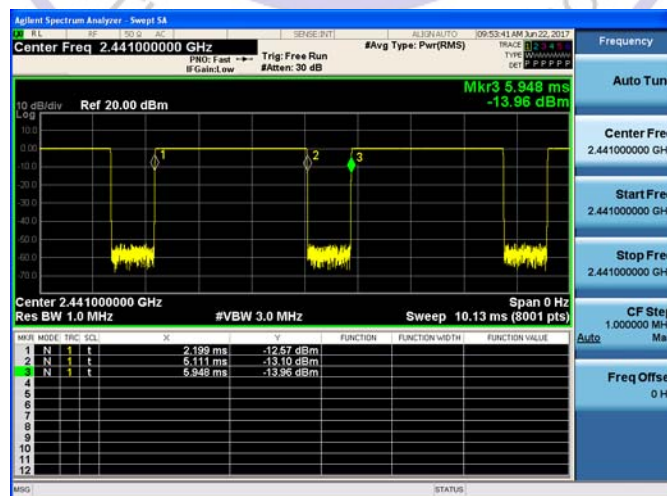 Agilent Spectrum Analyzer - Swept SA
RL RF 50 Ω AC SENSE:INT ALIGNAUTO 09:53:41 AM Jun 22, 2017
Center Freq 2.441000000 GHz
PNO: Fast
IFGain:Low
Trig: Free Run
#Atten: 30 dB
#Avg Type: Pwr(RMS)
TRACE 1 2 3 4 5 6
TYPE
DET P P P P P P
Mkr3 5.948 ms
-13.96 dBm
10 dB/div Ref 20.00 dBm
Log
10.0
0.00
-10.0
-20.0
-30.0
-40.0
-50.0
-60.0
-70.0
1
2
3
Center 2.441000000 GHz Span 0 Hz
Res BW 1.0 MHz #VBW 3.0 MHz Sweep 10.13 ms (8001 pts)
MKR MODE TRC SCL X Y FUNCTION FUNCTION WIDTH FUNCTION VALUE
1 N 1 t 2.199 ms -12.57 dBm
2 N 1 t 5.111 ms -13.10 dBm
3 N 1 t 5.948 ms -13.96 dBm
4
5
6
7
8
9
10
11
12
MSG STATUS
Frequency
Auto Tun
Center Fre
2.441000000 GH
Start Fre
2.441000000 GH
Stop Fre
2.441000000 GH
CF Step
1.000000 MH
Auto Ma
Freq Offse
0 H